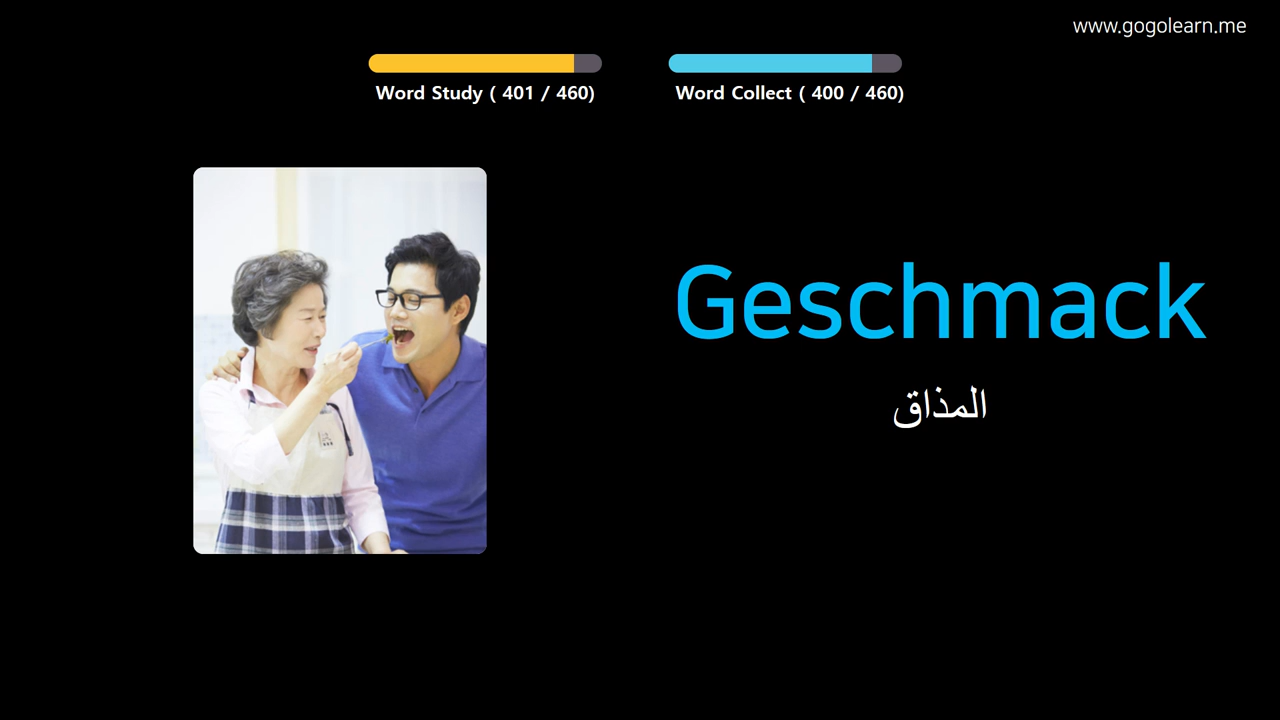 www.gogolearn.me
Word Study ( 401 / 460)
Word Collect ( 400 / 460)
Geschmack
المذاق